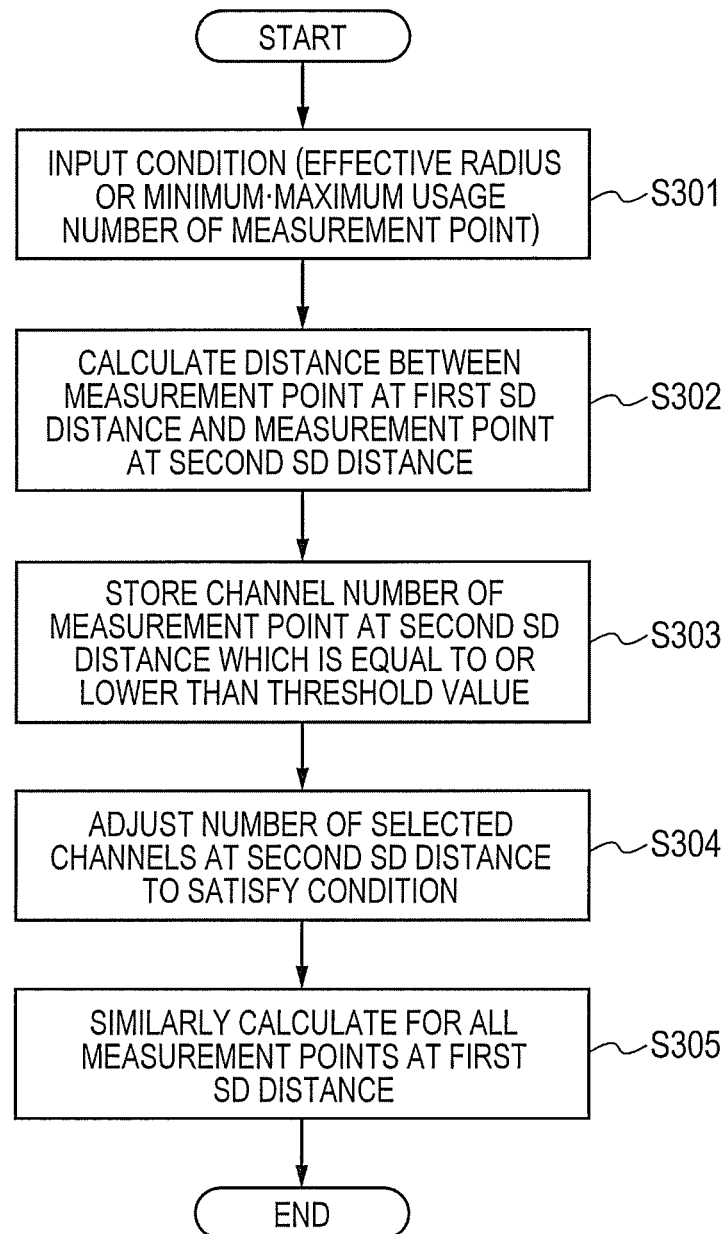 START
INPUT CONDITION (EFFECTIVE RADIUS
OR MINIMUM·MAXIMUM USAGE
NUMBER OF MEASUREMENT POINT)
S301
CALCULATE DISTANCE BETWEEN
MEASUREMENT POINT AT FIRST SD
DISTANCE AND MEASUREMENT POINT
AT SECOND SD DISTANCE
S302
STORE CHANNEL NUMBER OF
MEASUREMENT POINT AT SECOND SD
DISTANCE WHICH IS EQUAL TO OR
LOWER THAN THRESHOLD VALUE
S303
ADJUST NUMBER OF SELECTED
CHANNELS AT SECOND SD DISTANCE
TO SATISFY CONDITION
S304
SIMILARLY CALCULATE FOR ALL
MEASUREMENT POINTS AT FIRST
SD DISTANCE
S305
END